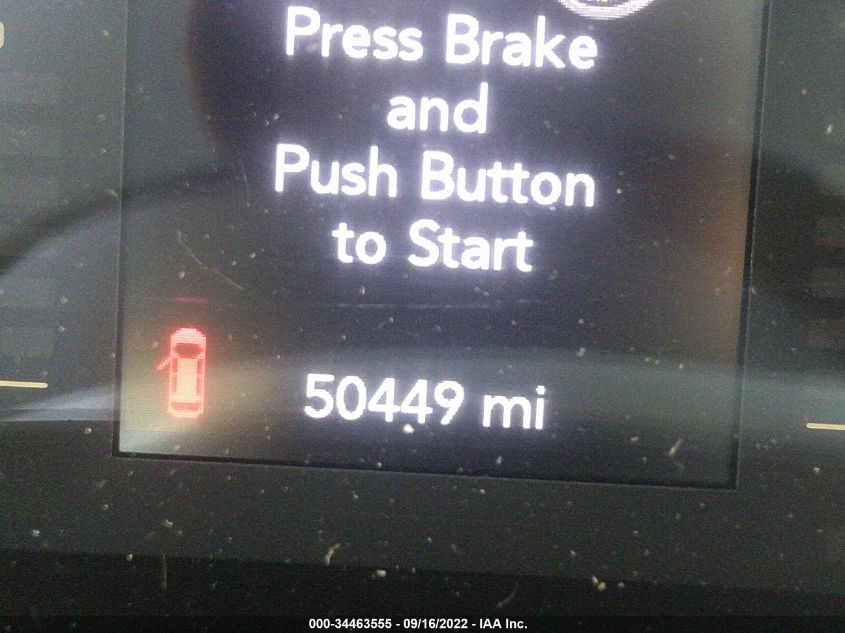 Press Brake
and
Push Button
to Start
50449 mi
000-34463555 - 09/16/2022 - IAA Inc.